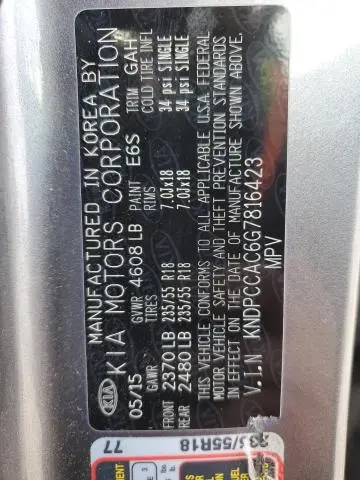 MANUFACTURED IN KOREA BY
KIA KIA MOTORS CORPORATION
05/15 GVWR 4608 LB PAINT E6S TRIM GAH
GAWR TIRES RIMS COLD TIRE INFL
FRONT 2370 LB 235/55 R18 7.0JX18 34 psi SINGLE
REAR 2480 LB 235/55 R18 7.0JX18 34 psi SINGLE
THIS VEHICLE CONFORMS TO ALL APPLICABLE U.S.A. FEDERAL
MOTOR VEHICLE SAFETY AND THEFT PREVENTION STANDARDS
IN EFFECT ON THE DATE OF MANUFACTURE SHOWN ABOVE.
V.I.N KNDPCCAC6G7816423
MPV
235/55R18
77